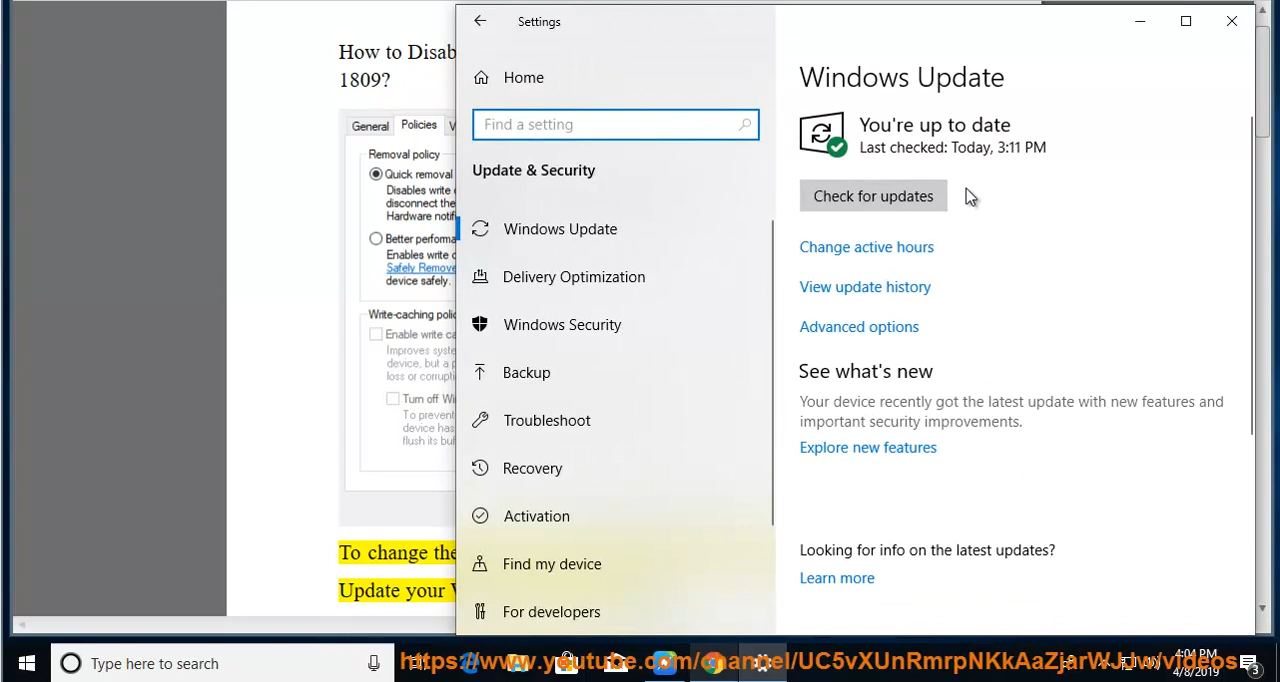 How to Disab
1809?
General
Policies
Removal policy
Quick removal
Disables write
disconnect the
Hardware notif
Better performa
Enables write c
Safely Remove
device safely.
Write-caching poli
Enable write ca
Improves syste
device, but a p
loss or corrupti
Turn off Wi
To prevent
device has
flush its buf
To change the
Update your
Settings
Home
Find a setting
Update & Security
Windows Update
Delivery Optimization
Windows Security
Backup
Troubleshoot
Recovery
Activation
Find my device
For developers
Windows Update
You're up to date
Last checked: Today, 3:11 PM
Check for updates
Change active hours
View update history
Advanced options
See what's new
Your device recently got the latest update with new features and
important security improvements.
Explore new features
Looking for info on the latest updates?
Learn more
Type here to search
https://www.youtube.com/channel/UC5vXUnRmrpNKkAaZjarWJHw/videos
4:04 PM
4/8/2019
3